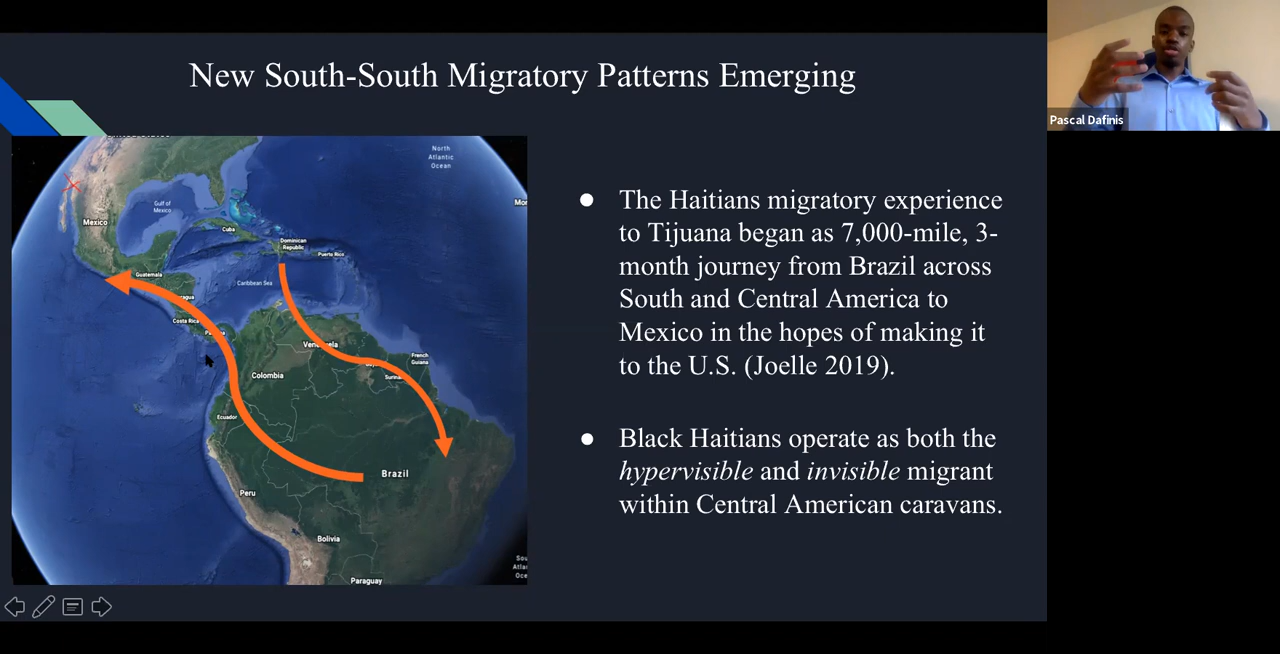 New South-South Migratory Patterns Emerging
Pascal Dafinis
North
Atlantic
Ocean
Gulf of
Mexico
Mexico
Cuba
Dominican
Republic
Puerto Rico
Guatemala
Caribbean Sea
Costa Rica
Venezuela
French
Guiana
Colombia
Ecuador
Brazil
Peru
Bolivia
Paraguay
● The Haitians migratory experience
to Tijuana began as 7,000-mile, 3-
month journey from Brazil across
South and Central America to
Mexico in the hopes of making it
to the U.S. (Joelle 2019).
● Black Haitians operate as both the
hypervisible and invisible migrant
within Central American caravans.